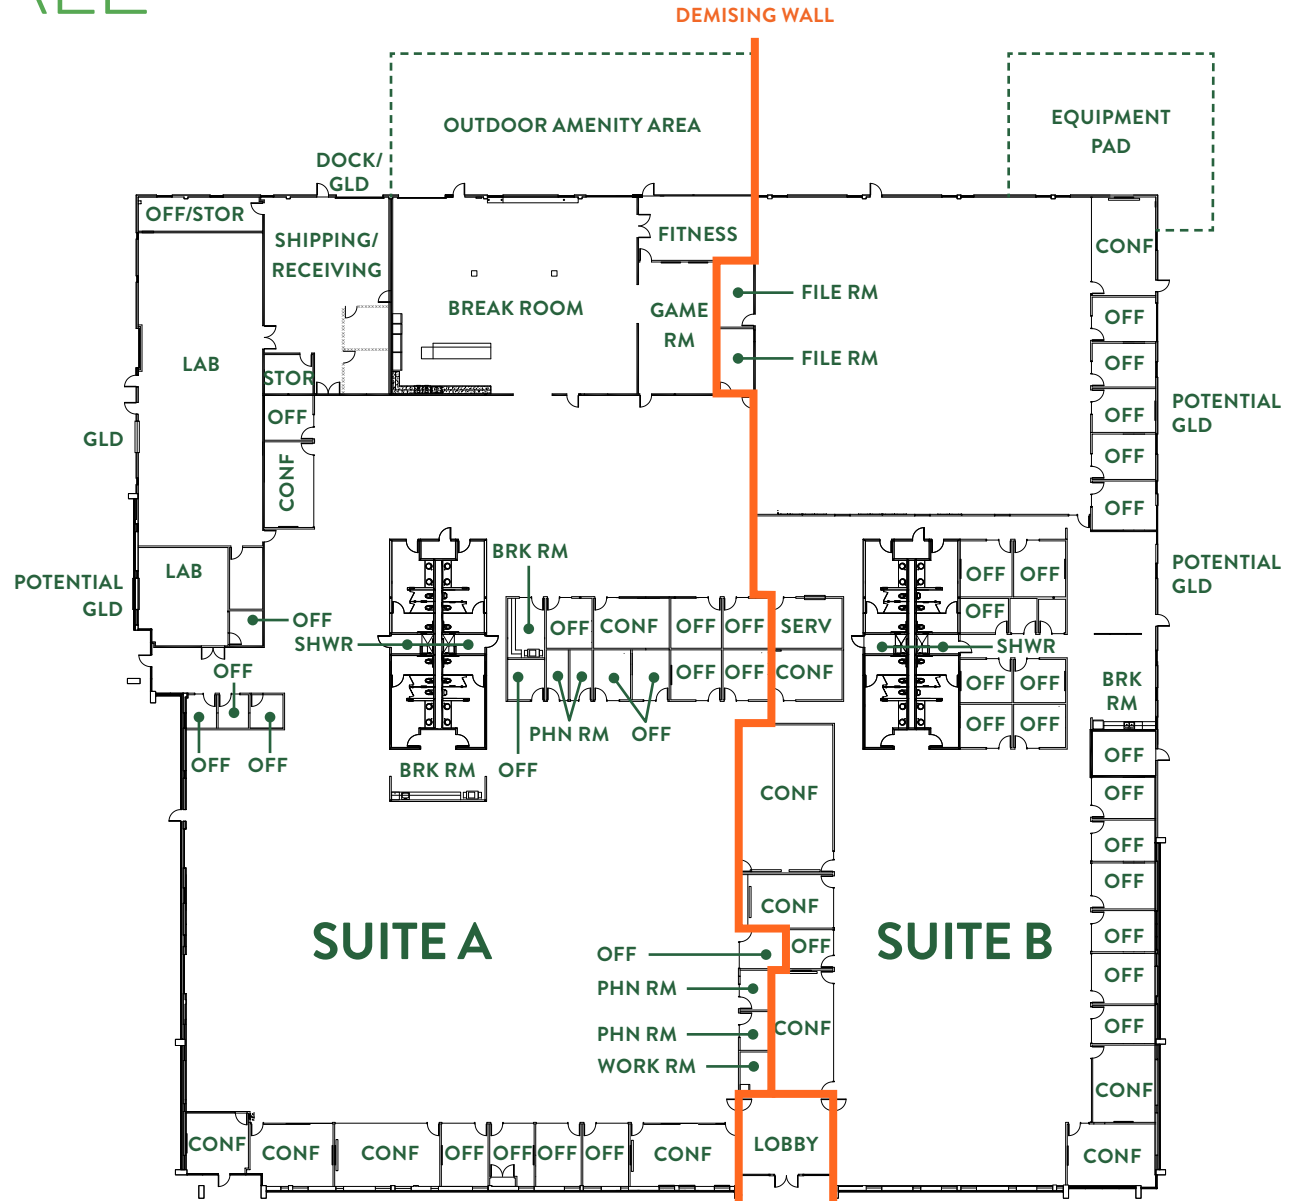 DEMISING WALL
OUTDOOR AMENITY AREA
EQUIPMENT
PAD
DOCK/
GLD
OFF/STOR
SHIPPING/
RECEIVING
FITNESS
CONF
BREAK ROOM
GAME
RM
FILE RM
OFF
LAB
FILE RM
OFF
STOR
OFF
OFF
POTENTIAL
GLD
GLD
CONF
OFF
OFF
BRK RM
LAB
POTENTIAL
GLD
OFF
OFF
POTENTIAL
GLD
OFF
OFF
CONF
OFF
OFF
SERV
OFF
SHWR
SHWR
OFF
OFF
OFF
CONF
OFF
OFF
BRK
RM
PHN RM
OFF
OFF
OFF
OFF
OFF
BRK RM
OFF
OFF
CONF
OFF
OFF
OFF
CONF
SUITE A
SUITE B
OFF
OFF
OFF
PHN RM
OFF
PHN RM
CONF
OFF
WORK RM
CONF
CONF
CONF
CONF
OFF
OFF
OFF
OFF
CONF
LOBBY
CONF